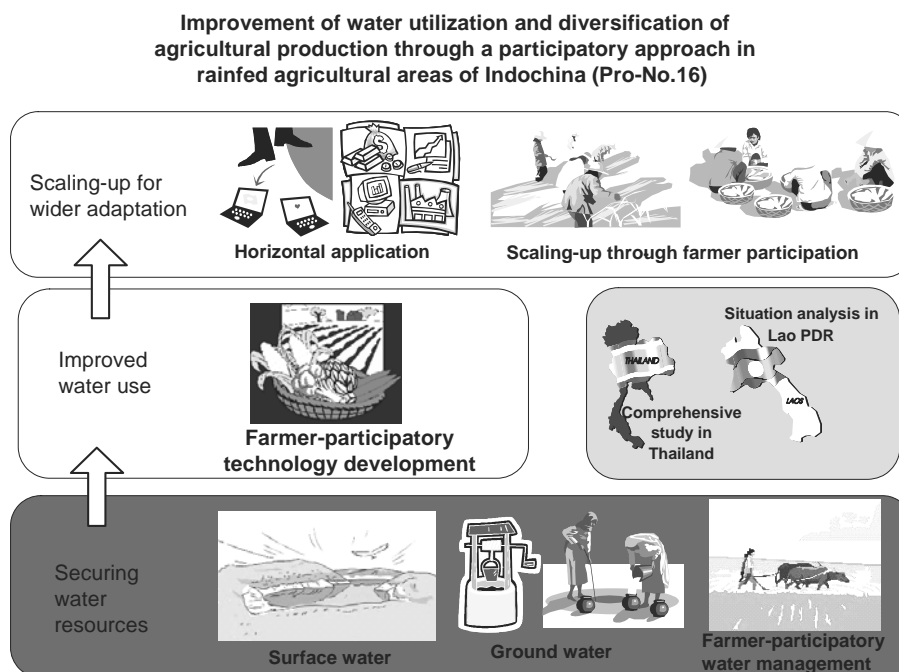 Improvement of water utilization and diversification of
agricultural production through a participatory approach in
rainfed agricultural areas of Indochina (Pro-No.16)
Scaling-up for
wider adaptation
Horizontal application
Scaling-up through farmer participation
Improved
water use
Farmer-participatory
technology development
Situation analysis in
Lao PDR
THAILAND
LAOS
Comprehensive
study in
Thailand
Securing
water
resources
Surface water
Ground water
Farmer-participatory
water management